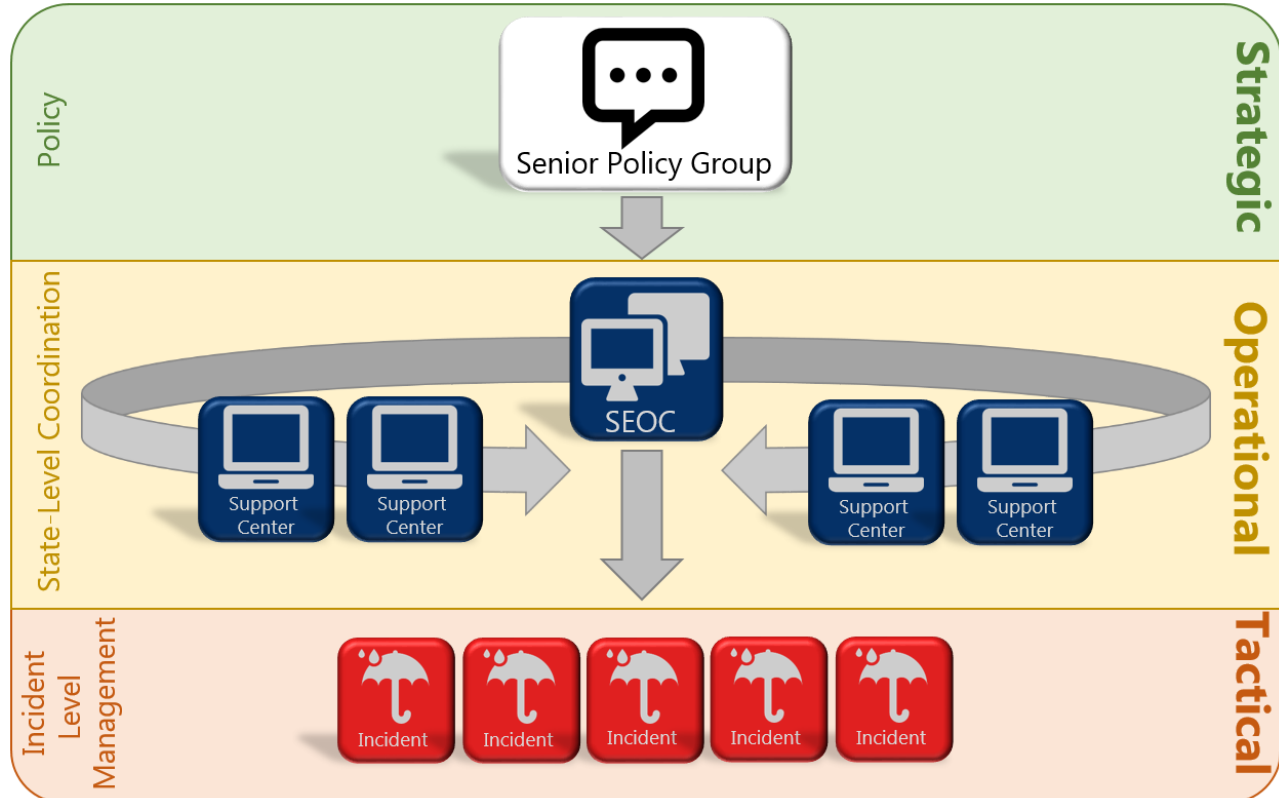 Strategic
Policy
Senior Policy Group
Operational
State-Level Coordination
SEOC
Support
Center
Support
Center
Support
Center
Support
Center
Tactical
Incident
Level
Management
Incident
Incident
Incident
Incident
Incident